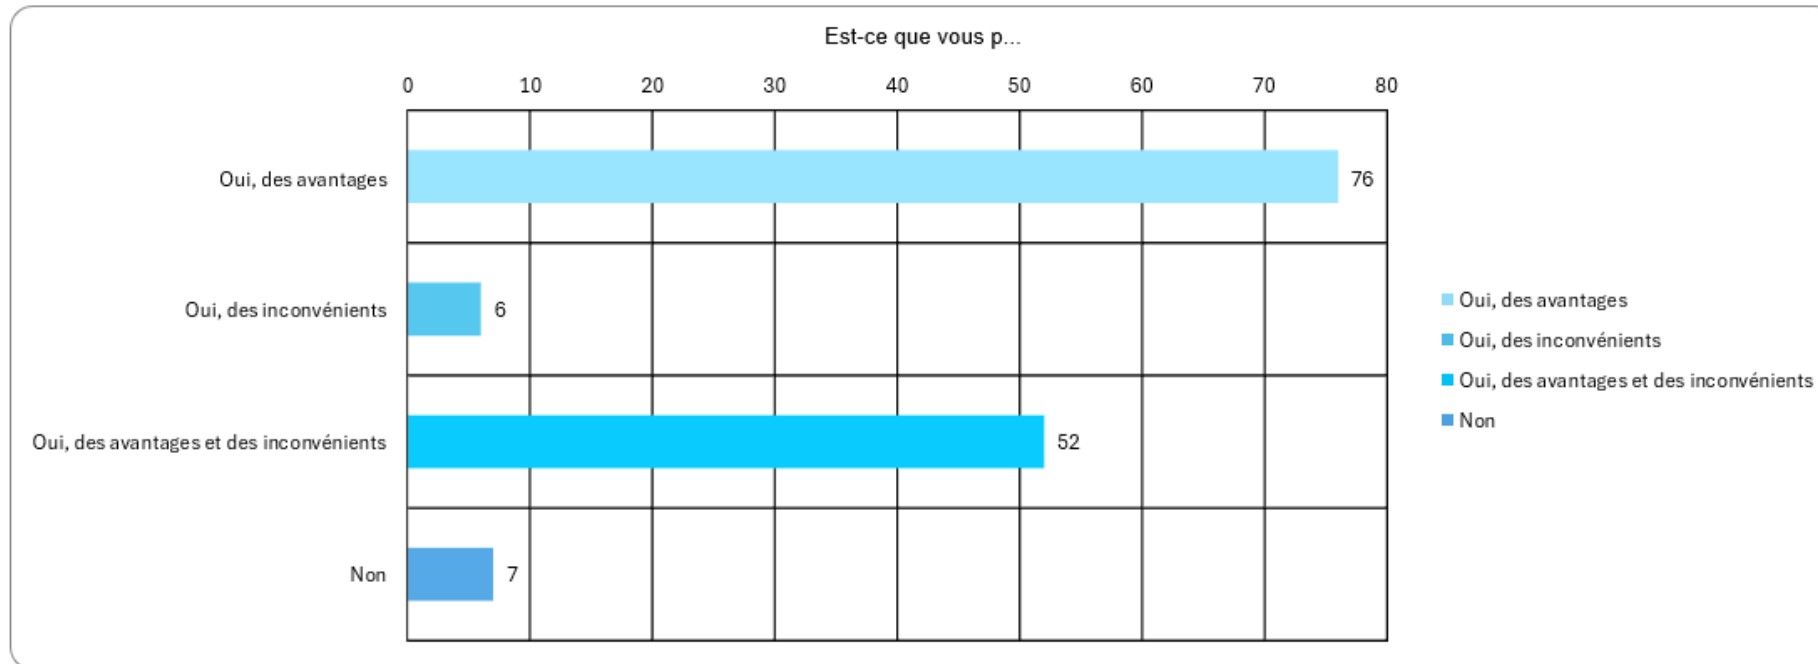 Est-ce que vous p...
0 10 20 30 40 50 60 70 80
Oui, des avantages 76
Oui, des inconvénients 6
Oui, des avantages et des inconvénients 52
Non 7
Oui, des avantages
Oui, des inconvénients
Oui, des avantages et des inconvénients
Non